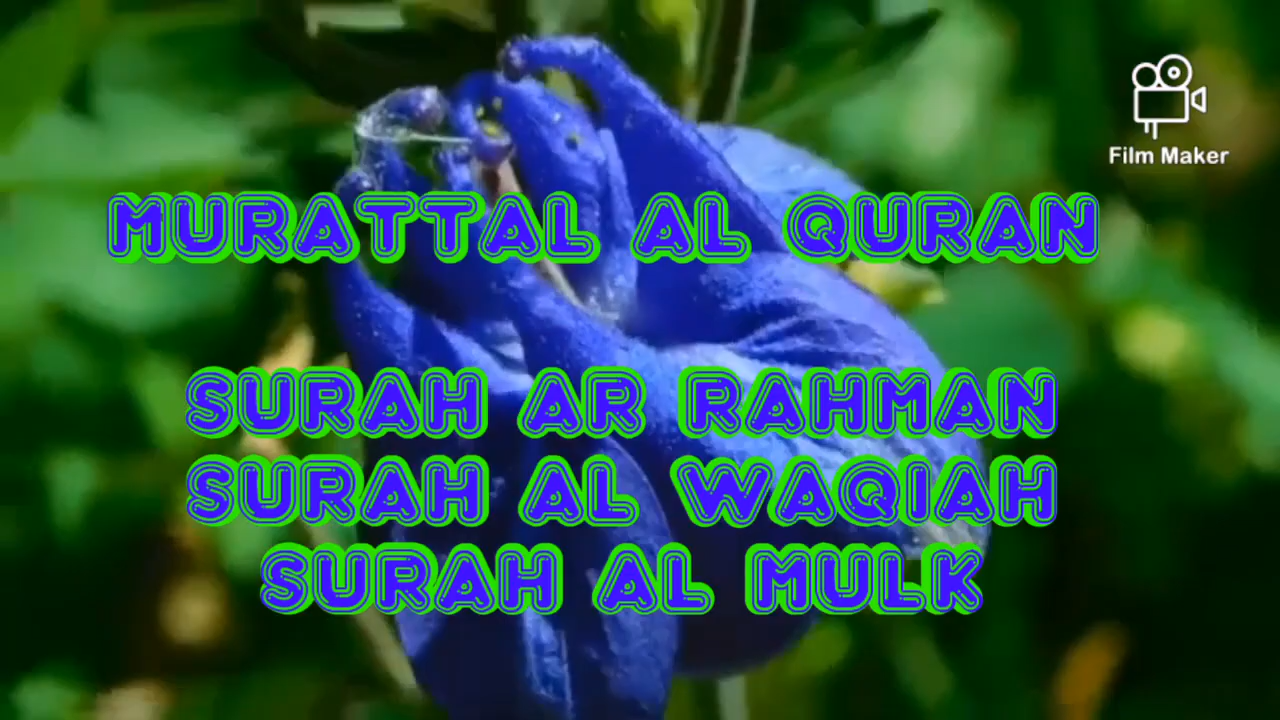 Film Maker
MURATTAL AL QURAN
SURAH AR RAHMAN
SURAH AL WAQIAH
SURAH AL MULK